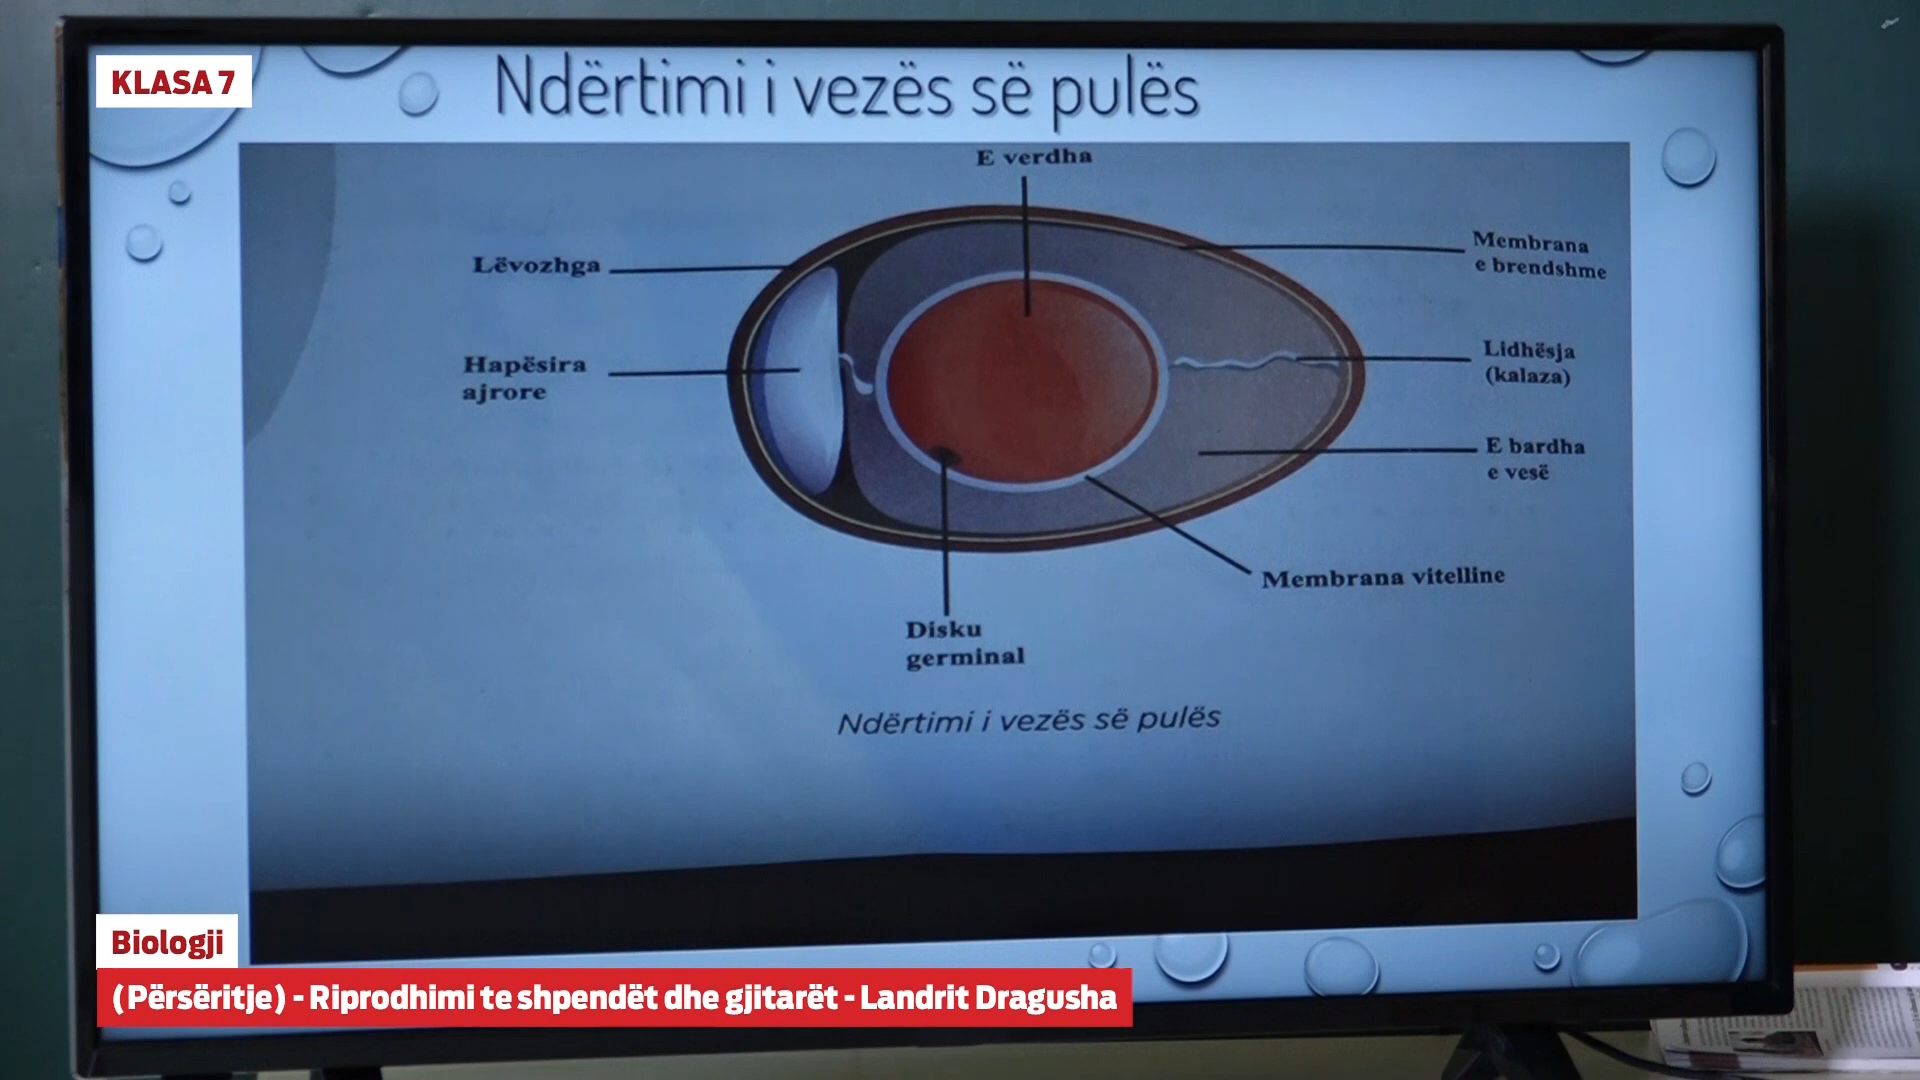 KLASA 7
Ndërtimi i vezës së pulës
E verdha
Lëvozhga
Membrana
e brendshme
Hapësira
ajrore
Lidhësja
(kalaza)
E bardha
e vesë
Membrana vitelline
Disku
germinal
Ndërtimi i vezës së pulës
Biologji
(Përsëritje) - Riprodhimi te shpendët dhe gjitarët - Landrit Dragusha